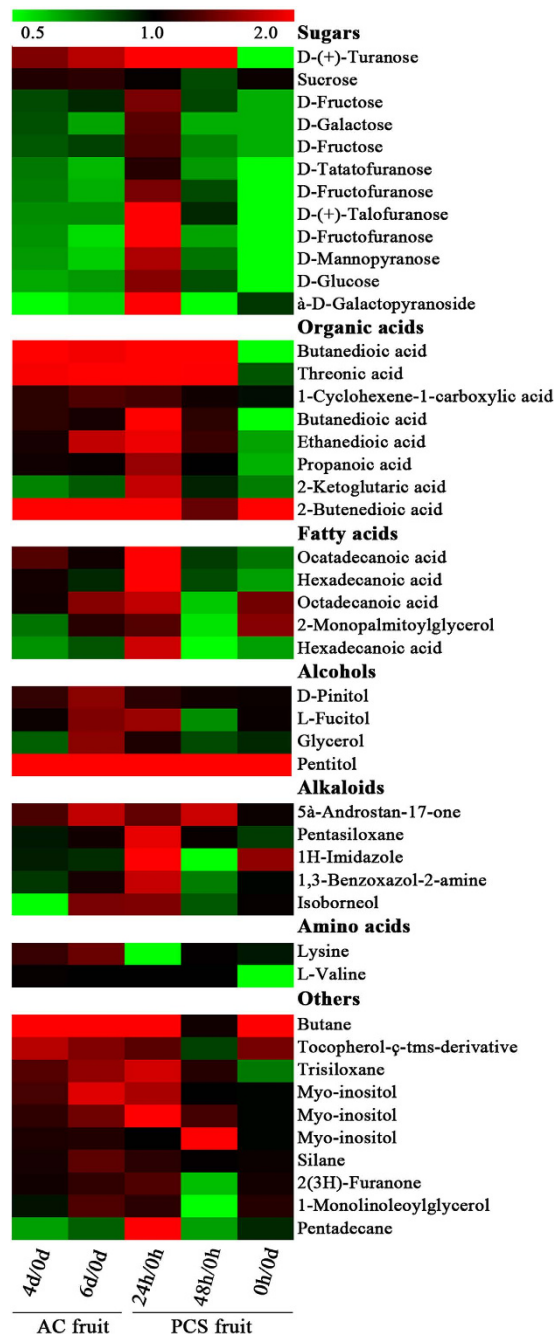 0.5 1.0 2.0
Sugars
D-(+)-Turanose
Sucrose
D-Fructose
D-Galactose
D-Fructose
D-Tatatofuranose
D-Fructofuranose
D-(+)-Talofuranose
D-Fructofuranose
D-Mannopyranose
D-Glucose
à-D-Galactopyranoside
Organic acids
Butanedioic acid
Threonic acid
1-Cyclohexene-1-carboxylic acid
Butanedioic acid
Ethanedioic acid
Propanoic acid
2-Ketoglutaric acid
2-Butenedioic acid
Fatty acids
Ocatadecanoic acid
Hexadecanoic acid
Octadecanoic acid
2-Monopalmitoylglycerol
Hexadecanoic acid
Alcohols
D-Pinitol
L-Fucitol
Glycerol
Pentitol
Alkaloids
5à-Androstan-17-one
Pentasiloxane
1H-Imidazole
1,3-Benzoxazol-2-amine
Isoborneol
Amino acids
Lysine
L-Valine
Others
Butane
Tocopherol-ç-tms-derivative
Trisiloxane
Myo-inositol
Myo-inositol
Myo-inositol
Silane
2(3H)-Furanone
1-Monolinoleoylglycerol
Pentadecane
4d/0d 6d/0d 24h/0h 48h/0h 0h/0d
AC fruit PCS fruit